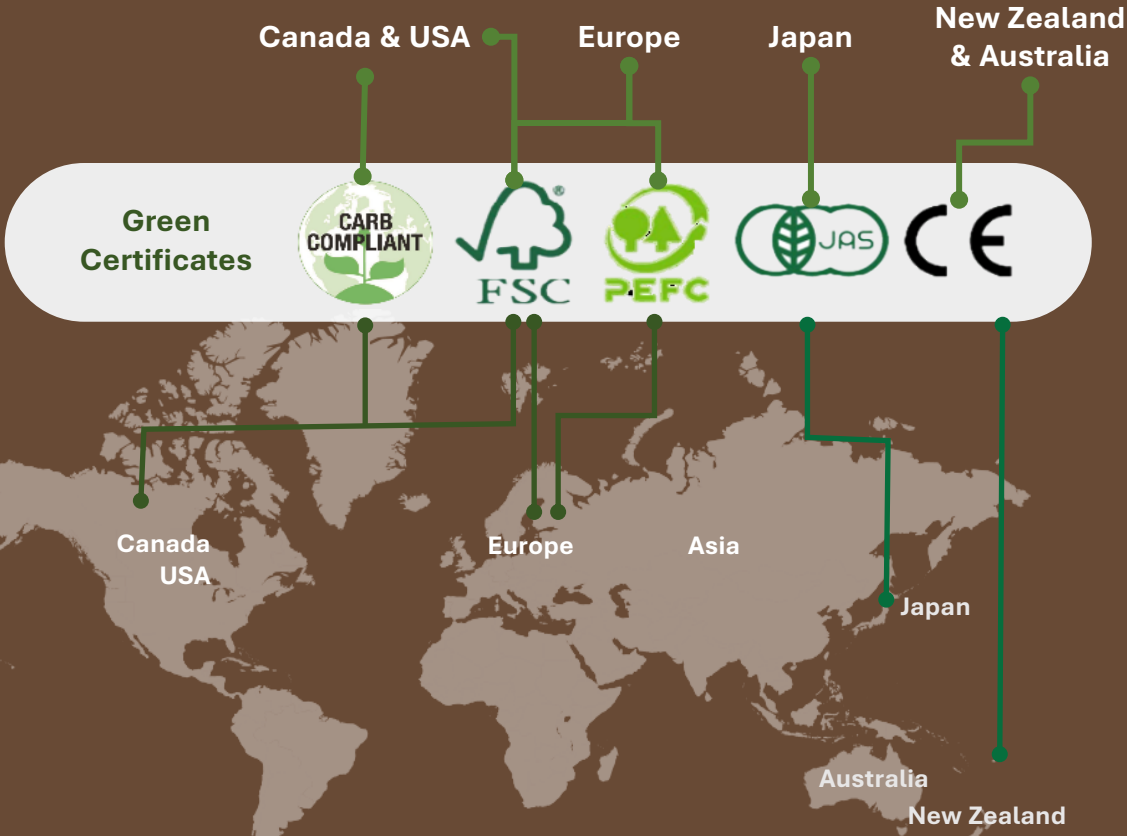 Canada & USA
Europe
Japan
New Zealand
& Australia
Green
Certificates
CARB
COMPLIANT
®
FSC
PEFC
JAS
CE
Canada
USA
Europe
Asia
Japan
Australia
New Zealand